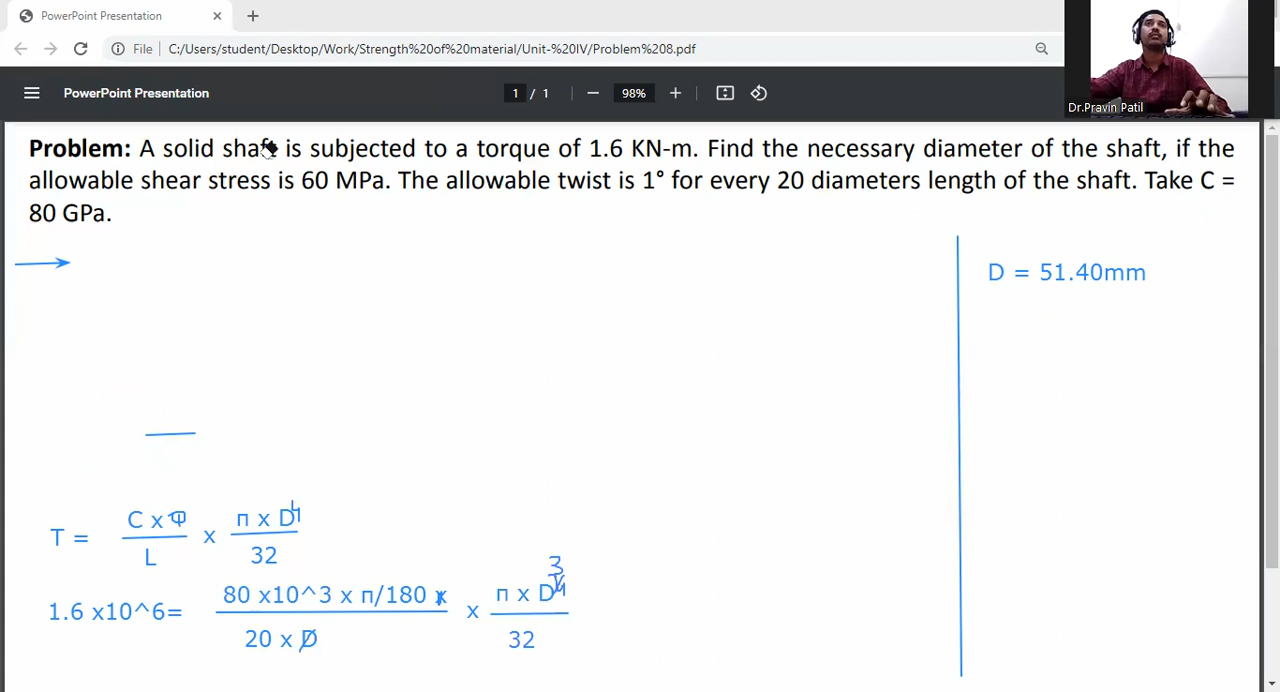 PowerPoint Presentation
File C:/Users/student/Desktop/Work/Strength%20of%20material/Unit-%20IV/Problem%208.pdf
PowerPoint Presentation 1 / 1 98%
Dr.Pravin Patil
Problem: A solid shaft is subjected to a torque of 1.6 KN-m. Find the necessary diameter of the shaft, if the
allowable shear stress is 60 MPa. The allowable twist is 1° for every 20 diameters length of the shaft. Take C =
80 GPa.
D = 51.40mm
T = C x φ / L x π x D^4 / 32
1.6 x10^6= 80 x10^3 x π/180 x / 20 x D x π x D^3 / 32